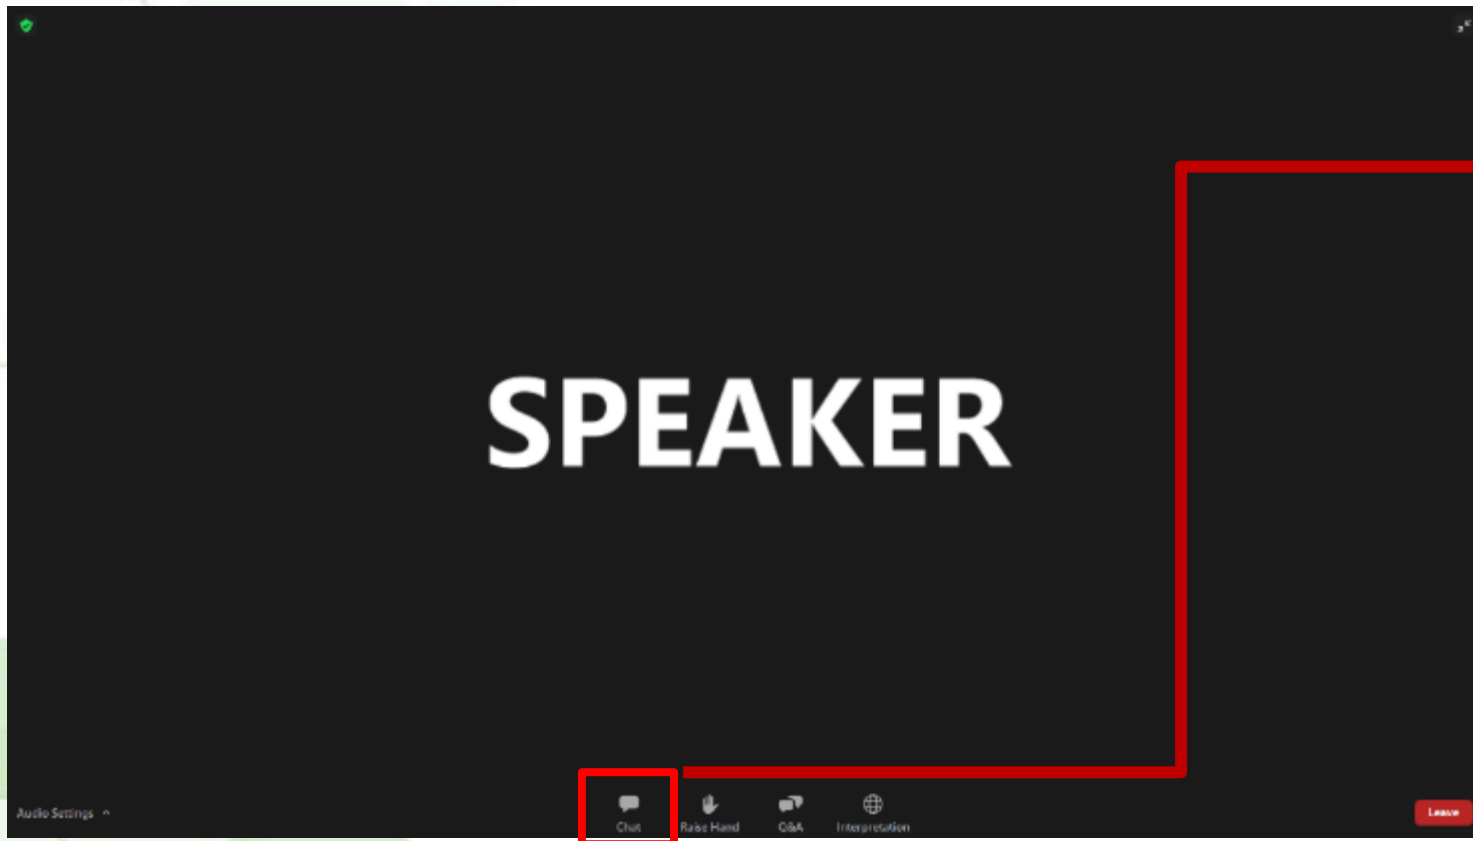 SPEAKER
Audio Settings
Chat
Raise Hand
Q&A
Interpretation
Leave